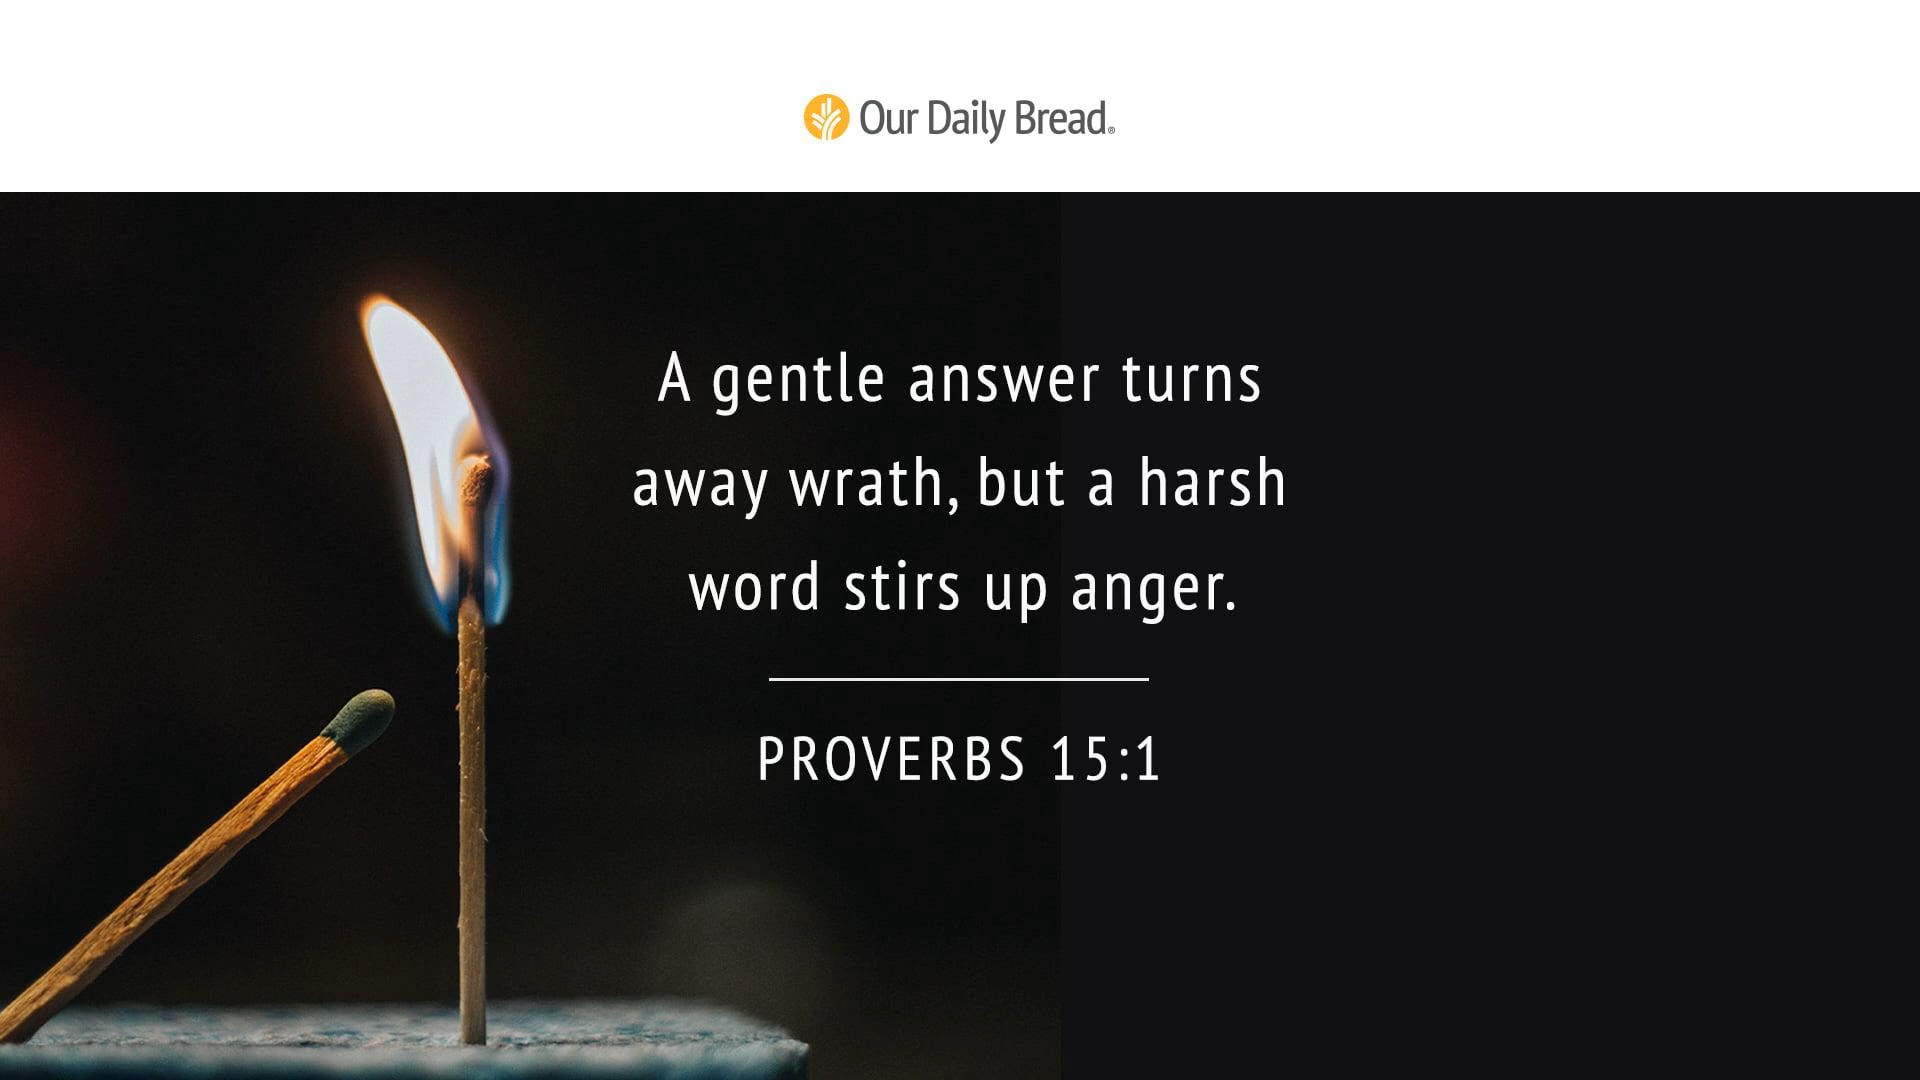 Our Daily Bread®
A gentle answer turns
away wrath, but a harsh
word stirs up anger.
PROVERBS 15:1